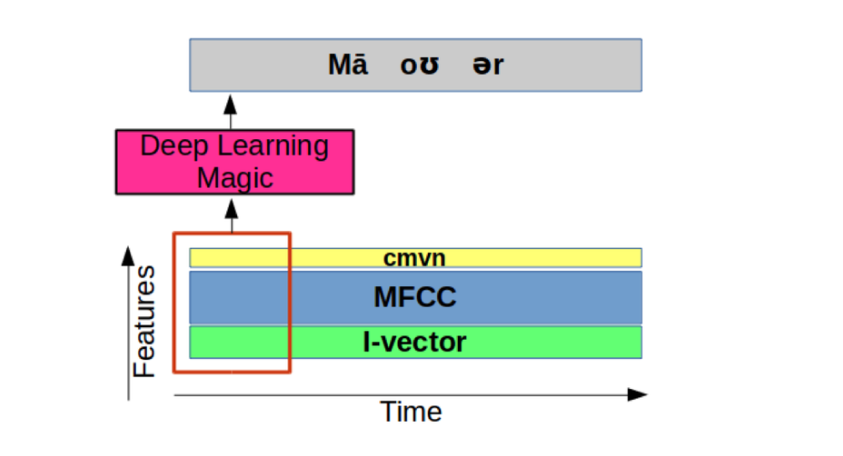 Mā oʊ ər
Deep Learning
Magic
cmvn
MFCC
I-vector
Features
Time